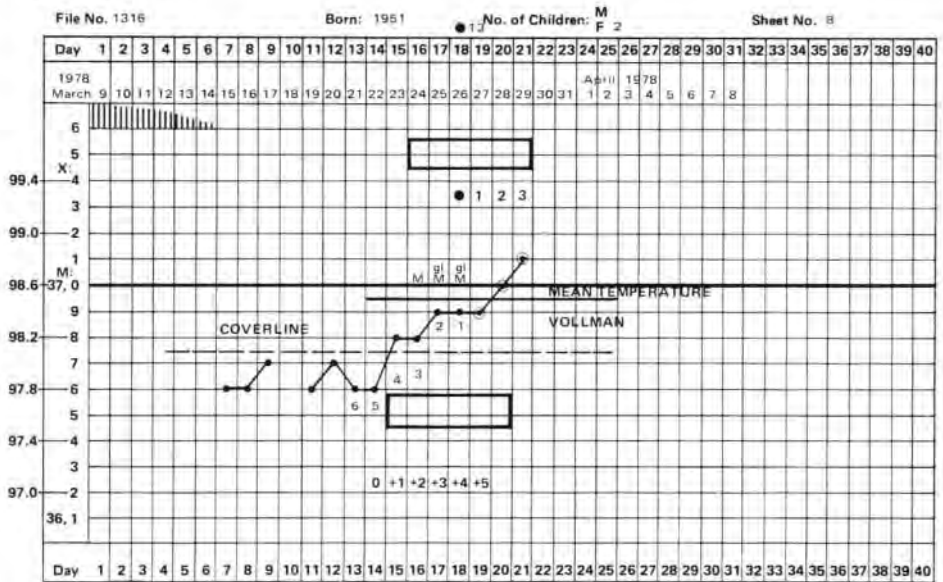 File No. 1316 Born: 1951 No. of Children: M F 2 Sheet No. 8
Day 1 2 3 4 5 6 7 8 9 10 11 12 13 14 15 16 17 18 19 20 21 22 23 24 25 26 27 28 29 30 31 32 33 34 35 36 37 38 39 40
1978 April 1978
March 9 10 11 12 13 14 15 16 17 18 19 20 21 22 23 24 25 26 27 28 29 30 31 1 2 3 4 5 6 7 8
6
5
X:
99.4 4
1 2 3
3
99.0 2
1
M: M gl M gl M
98.6 37,0
MEAN TEMPERATURE
9
COVERLINE 2 1 VOLLMAN
98.2 8
7
4 3
97.8 6
6 5
5
97.4 4
3
0 +1 +2 +3 +4 +5
97.0 2
36,1
Day 1 2 3 4 5 6 7 8 9 10 11 12 13 14 15 16 17 18 19 20 21 22 23 24 25 26 27 28 29 30 31 32 33 34 35 36 37 38 39 40